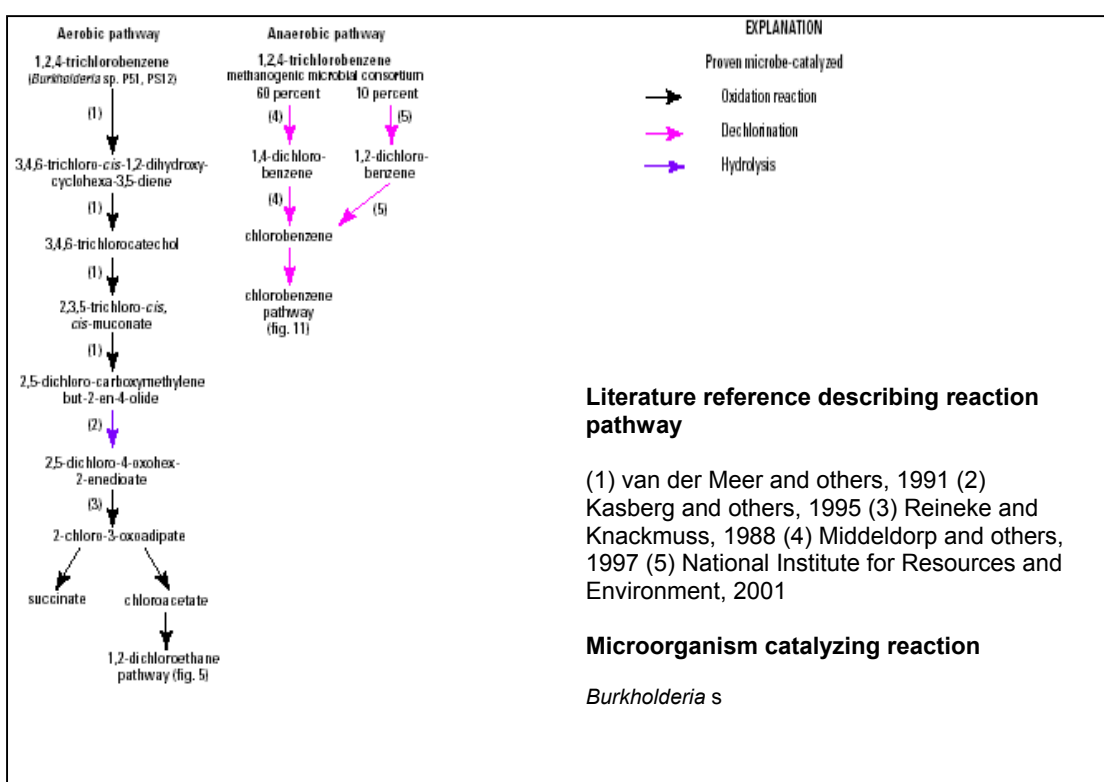 Aerobic pathway
1,2,4-trichlorobenzene
(Burkholderia sp. P51, PS12)
(1)
3,4,6-trichloro-cis-1,2-dihydroxy-
cyclohexa-3,5-diene
(1)
3,4,6-trichlorocatechol
(1)
2,3,5-trichloro-cis,
cis-muconate
(1)
2,5-dichloro-carboxymethylene
but-2-en-4-olide
(2)
2,5-dichloro-4-oxohex-
2-enedioate
(3)
2-chloro-3-oxoadipate
succinate
chloroacetate
1,2-dichloroethane
pathway (fig. 5)
Anaerobic pathway
1,2,4-trichlorobenzene
methanogenic microbial consortium
60 percent 10 percent
(4) (5)
1,4-dichloro-
benzene
1,2-dichloro-
benzene
(4) (5)
chlorobenzene
chlorobenzene
pathway
(fig. 11)
EXPLANATION
Proven microbe-catalyzed
Oxidation reaction
Dechlorination
Hydrolysis
Literature reference describing reaction
pathway
(1) van der Meer and others, 1991 (2)
Kasberg and others, 1995 (3) Reineke and
Knackmuss, 1988 (4) Middeldorp and others,
1997 (5) National Institute for Resources and
Environment, 2001
Microorganism catalyzing reaction
Burkholderia s